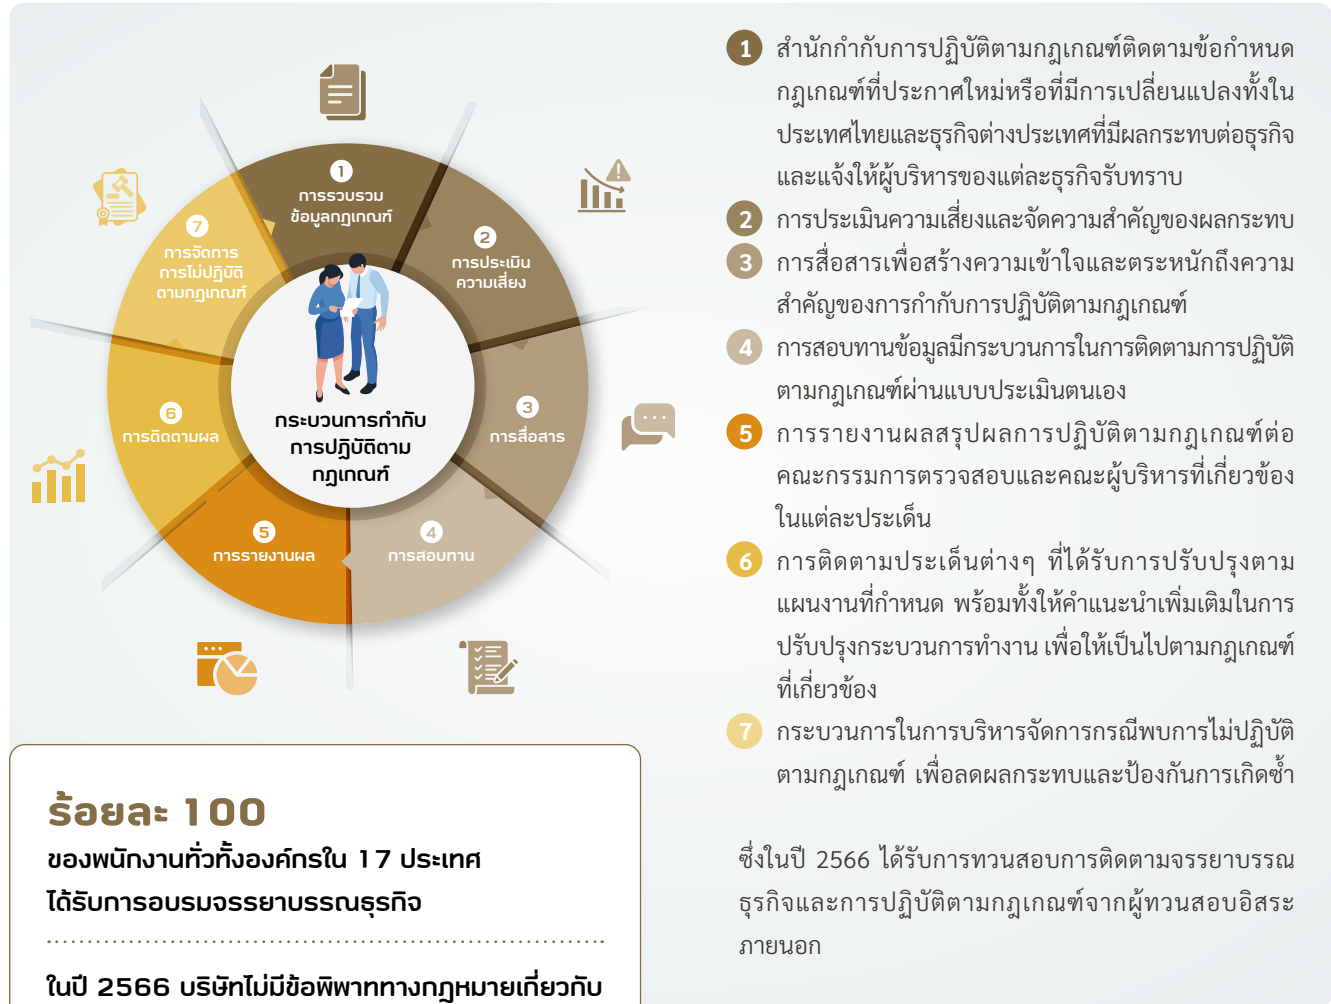 1
การรวบรวม
ข้อมูลกฎเกณฑ์
2
การประเมิน
ความเสี่ยง
3
การสื่อสาร
4
การสอบทาน
5
การรายงานผล
6
การติดตามผล
7
การจัดการ
การไม่ปฏิบัติ
ตามกฎเกณฑ์
กระบวนการกำกับ
การปฏิบัติตาม
กฎเกณฑ์
ร้อยละ 100
ของพนักงานทั่วทั้งองค์กรใน 17 ประเทศ
ได้รับการอบรมจรรยาบรรณธุรกิจ
ในปี 2566 บริษัทไม่มีข้อพิพาททางกฎหมายเกี่ยวกับ
1 สำนักกำกับการปฏิบัติตามกฎเกณฑ์ติดตามข้อกำหนด
กฎเกณฑ์ที่ประกาศใหม่หรือที่มีการเปลี่ยนแปลงทั้งใน
ประเทศไทยและธุรกิจต่างประเทศที่มีผลกระทบต่อธุรกิจ
และแจ้งให้ผู้บริหารของแต่ละธุรกิจรับทราบ
2 การประเมินความเสี่ยงและจัดความสำคัญของผลกระทบ
3 การสื่อสารเพื่อสร้างความเข้าใจและตระหนักถึงความ
สำคัญของการกำกับการปฏิบัติตามกฎเกณฑ์
4 การสอบทานข้อมูลมีกระบวนการในการติดตามการปฏิบัติ
ตามกฎเกณฑ์ผ่านแบบประเมินตนเอง
5 การรายงานผลสรุปผลการปฏิบัติตามกฎเกณฑ์ต่อ
คณะกรรมการตรวจสอบและคณะผู้บริหารที่เกี่ยวข้อง
ในแต่ละประเด็น
6 การติดตามประเด็นต่างๆ ที่ได้รับการปรับปรุงตาม
แผนงานที่กำหนด พร้อมทั้งให้คำแนะนำเพิ่มเติมในการ
ปรับปรุงกระบวนการทำงาน เพื่อให้เป็นไปตามกฎเกณฑ์
ที่เกี่ยวข้อง
7 กระบวนการในการบริหารจัดการกรณีพบการไม่ปฏิบัติ
ตามกฎเกณฑ์ เพื่อลดผลกระทบและป้องกันการเกิดซ้ำ
ซึ่งในปี 2566 ได้รับการทวนสอบการติดตามจรรยาบรรณ
ธุรกิจและการปฏิบัติตามกฎเกณฑ์จากผู้ทวนสอบอิสระ
ภายนอก